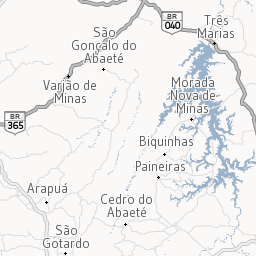 BR
040
Três
Marias
São
Gonçalo do
Abaeté
Varjão de
Minas
Morada
Nova de
Minas
BR
365
Biquinhas
Paineiras
Arapuá
Cedro do
Abaeté
São
Gotardo